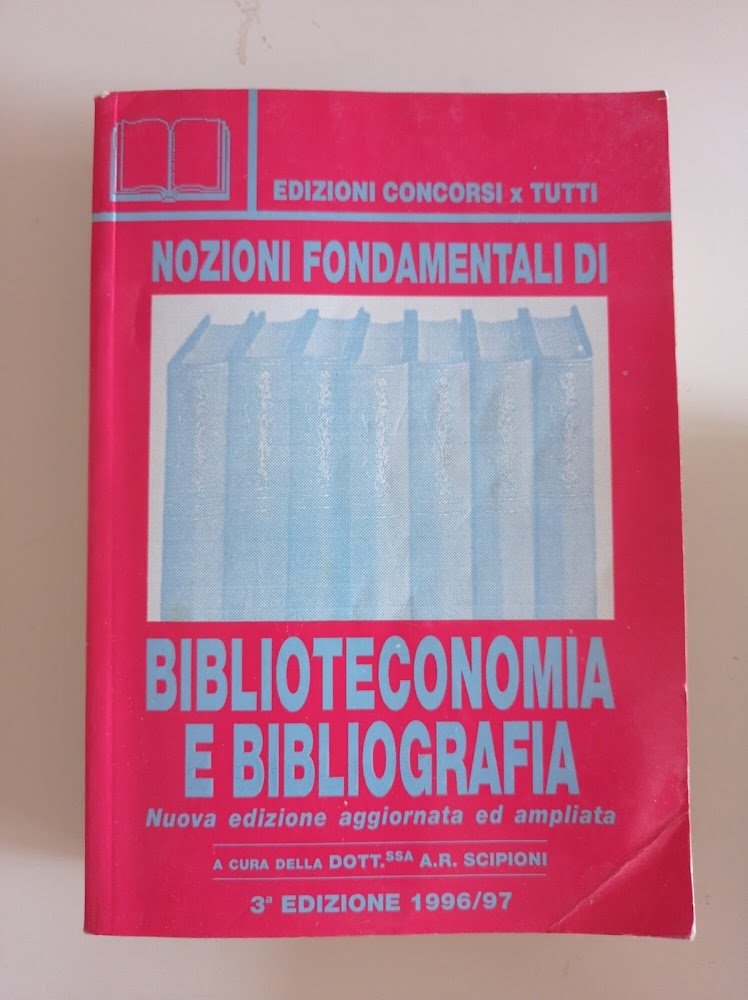 EDIZIONI CONCORSI x TUTTI
NOZIONI FONDAMENTALI DI
BIBLIOTECONOMIA
E BIBLIOGRAFIA
Nuova edizione aggiornata ed ampliata
A CURA DELLA DOTT.SSA A.R. SCIPIONI
3ª EDIZIONE 1996/97